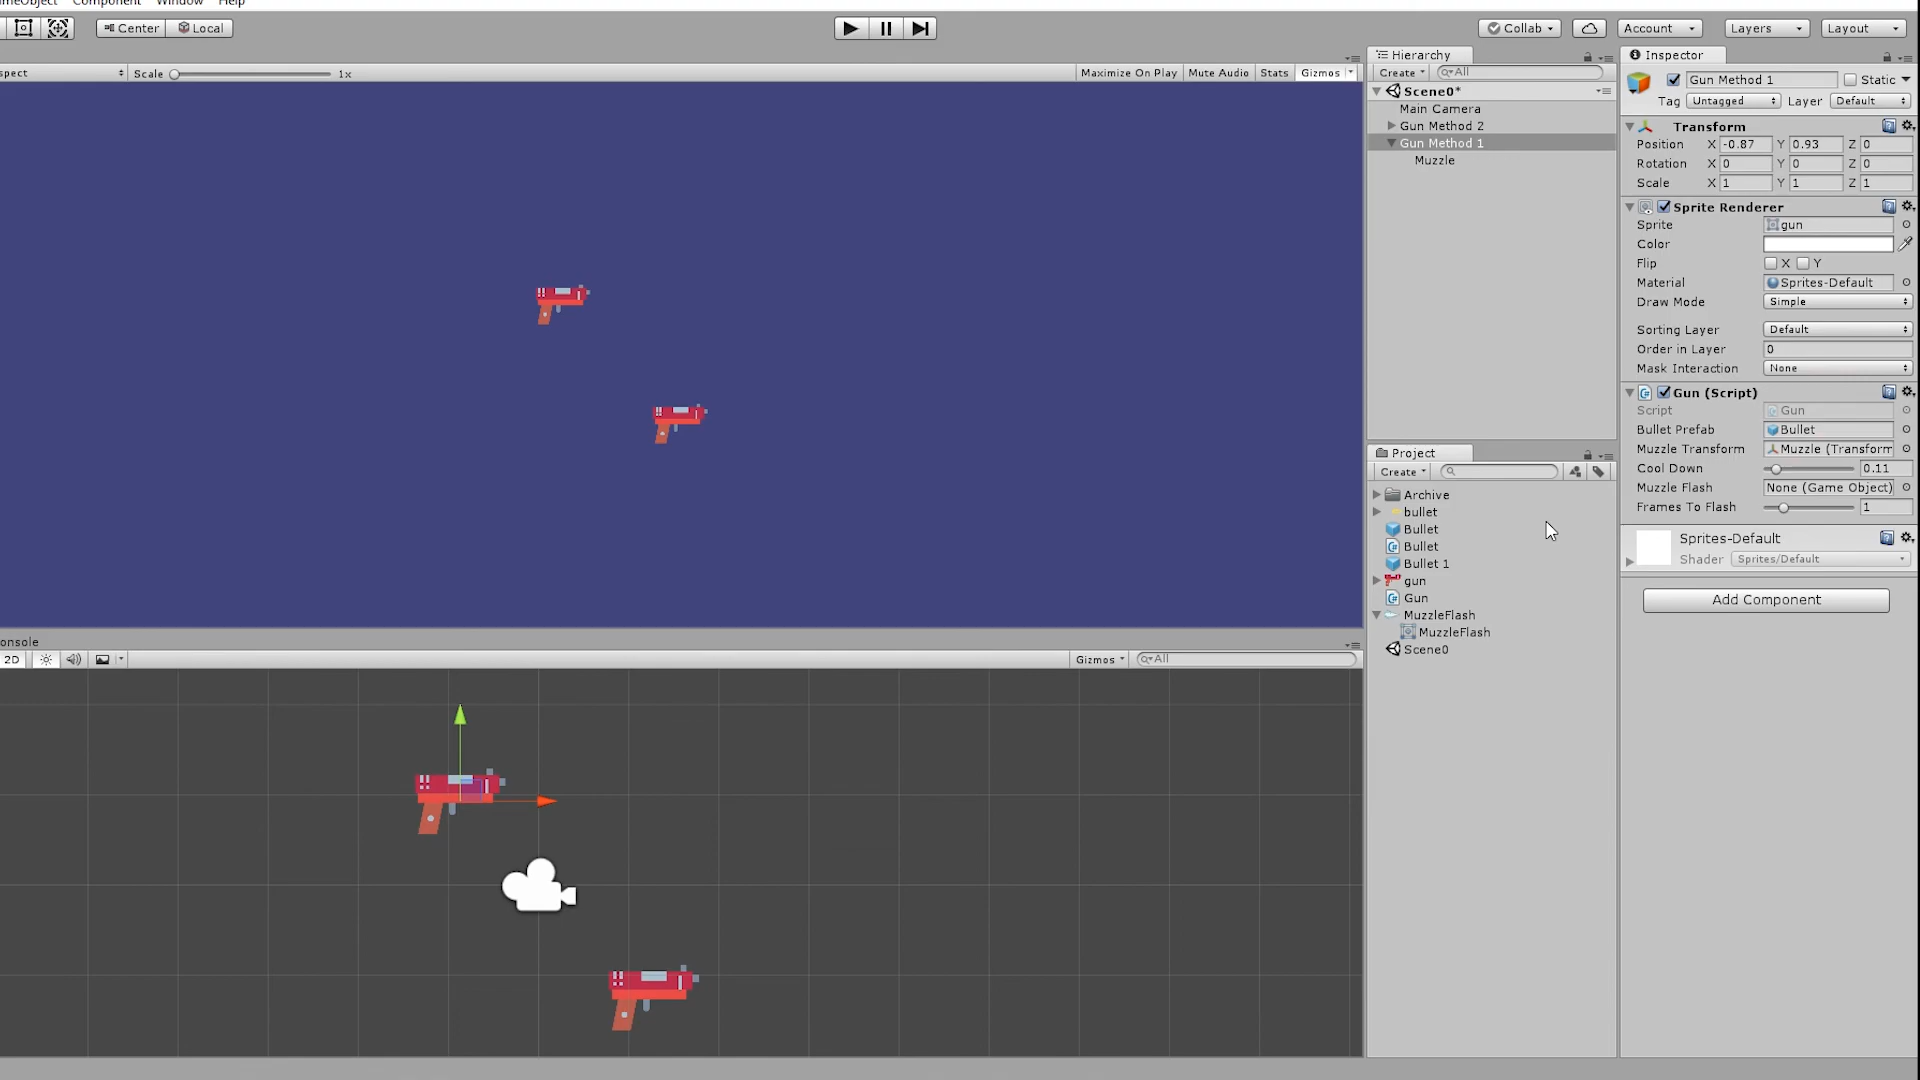 meObject Component Window Help
Center Local Collab Account Layers Layout
spect Scale 1x Maximize On Play Mute Audio Stats Gizmos
Hierarchy
Create All
Scene0*
Main Camera
Gun Method 2
Gun Method 1
Muzzle
Project
Create
Archive
bullet
Bullet
Bullet
Bullet 1
gun
Gun
MuzzleFlash
MuzzleFlash
Scene0
Inspector
Gun Method 1 Static
Tag Untagged Layer Default
Transform
Position X -0.87 Y 0.93 Z 0
Rotation X 0 Y 0 Z 0
Scale X 1 Y 1 Z 1
Sprite Renderer
Sprite gun
Color
Flip X Y
Material Sprites-Default
Draw Mode Simple
Sorting Layer Default
Order in Layer 0
Mask Interaction None
Gun (Script)
Script Gun
Bullet Prefab Bullet
Muzzle Transform Muzzle (Transform
Cool Down 0.11
Muzzle Flash None (Game Object)
Frames To Flash 1
Sprites-Default
Shader Sprites/Default
Add Component
onsole
2D Gizmos All